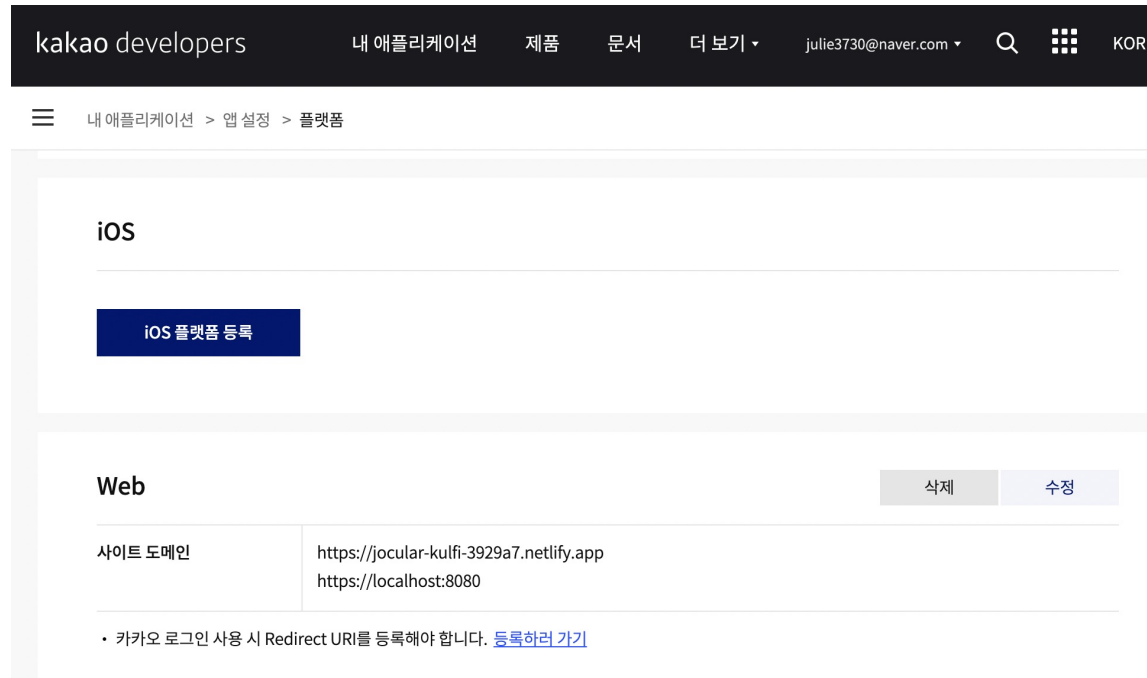 kakao developers 내 애플리케이션 제품 문서 더 보기 julie3730@naver.com KOR
내 애플리케이션 > 앱 설정 > 플랫폼
iOS
iOS 플랫폼 등록
Web 삭제 수정
사이트 도메인 https://jocular-kulfi-3929a7.netlify.app
https://localhost:8080
• 카카오 로그인 사용 시 Redirect URI를 등록해야 합니다. 등록하러 가기